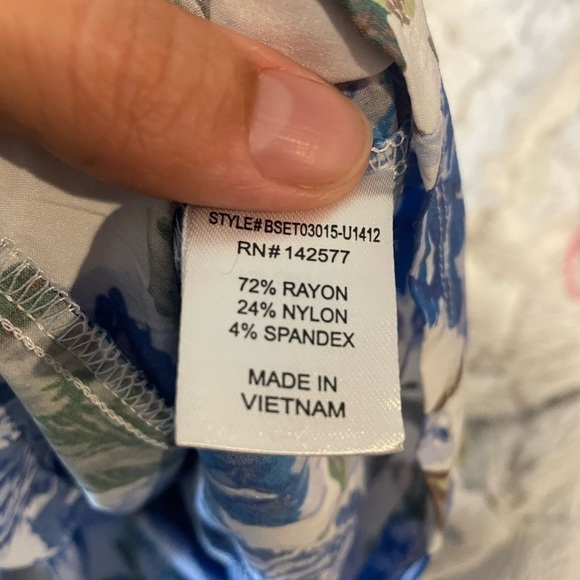 STYLE# BSET03015-U1412
RN# 142577
72% RAYON
24% NYLON
4% SPANDEX
MADE IN
VIETNAM